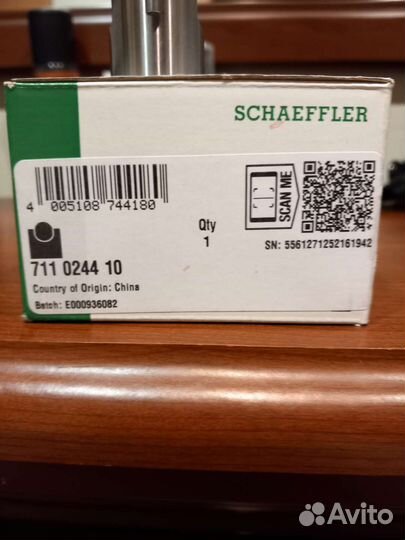 SCHAEFFLER
4 005108 744180
Qty
1
SCAN ME
SN: 5561271252161942
711 0244 10
Country of Origin: China
Batch: E000936082
Avito